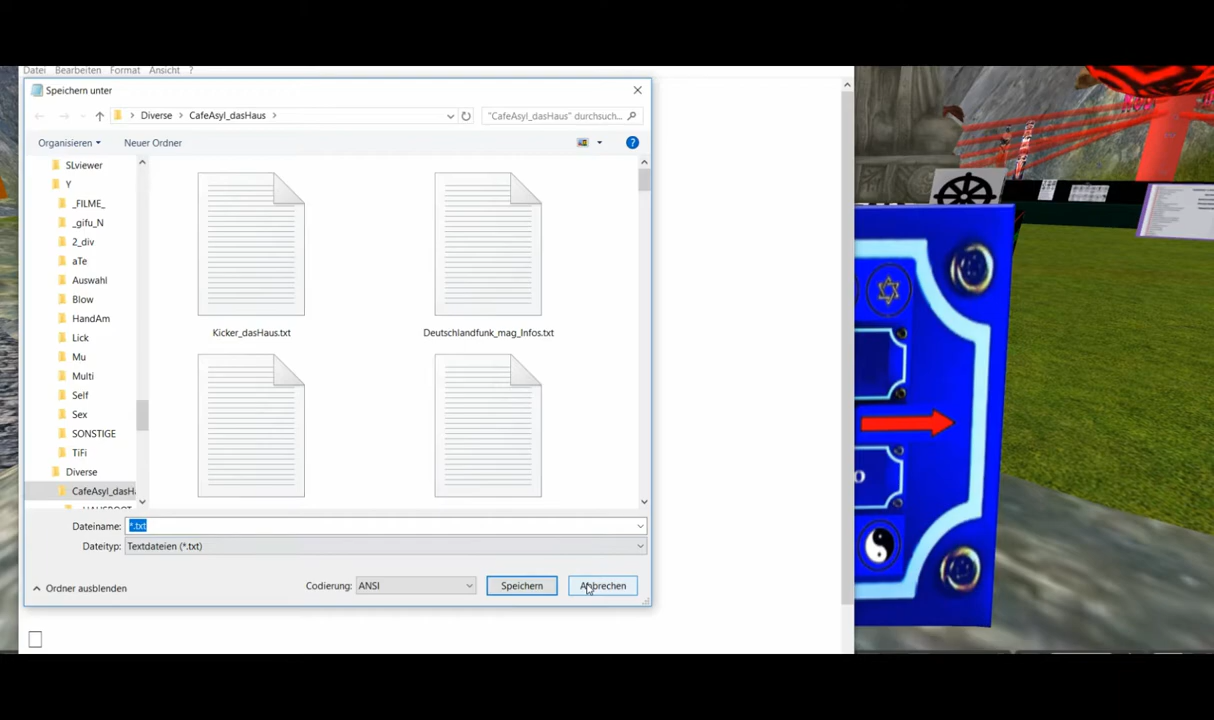 Datei Bearbeiten Format Ansicht ?
Speichern unter
Diverse CafeAsyl_dasHaus
"CafeAsyl_dasHaus" durchsuch...
Organisieren Neuer Ordner
SLviewer
Y
_FILME_
_gifu_N
2_div
aTe
Auswahl
Blow
HandAm
Lick
Mu
Multi
Self
Sex
SONSTIGE
TiFi
Diverse
CafeAsyl_dasHa
Kicker_dasHaus.txt
Deutschlandfunk_mag_Infos.txt
Dateiname: *.txt
Dateityp: Textdateien (*.txt)
Ordner ausblenden
Codierung: ANSI
Speichern
Abbrechen